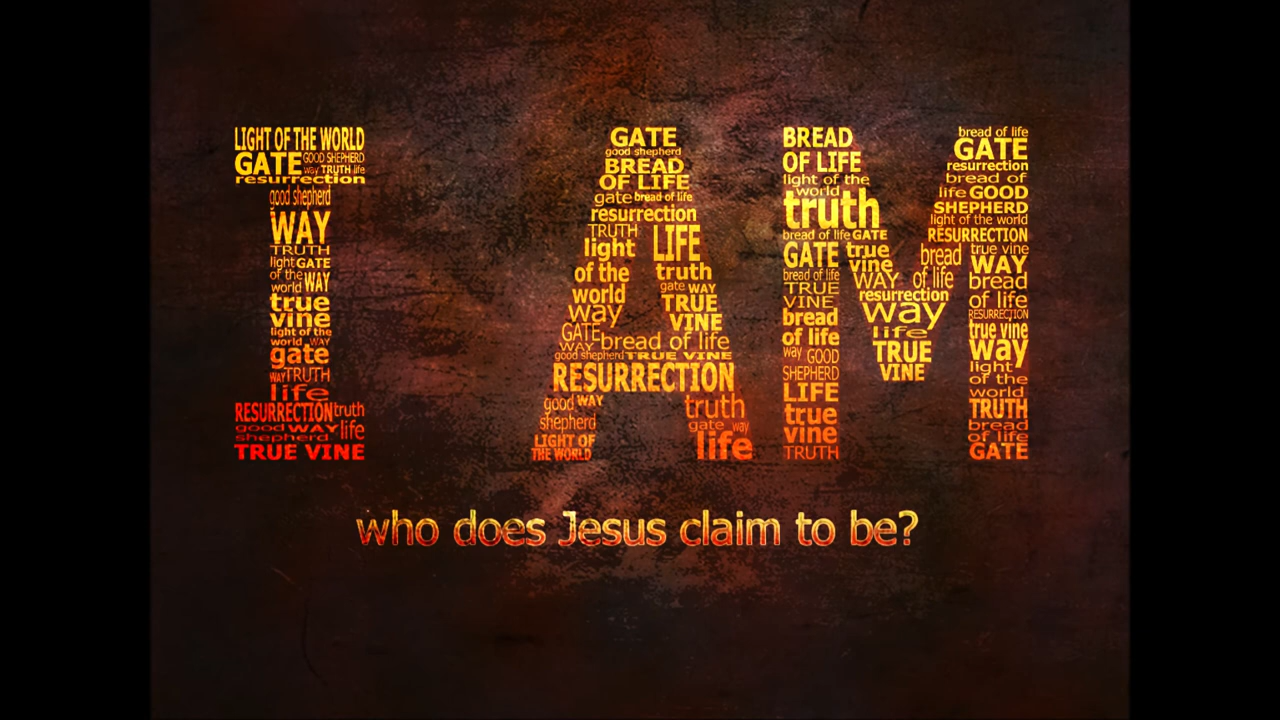 I AM
LIGHT OF THE WORLD
GATE GOOD SHEPHERD
way TRUTH life
resurrection
good shepherd
WAY
TRUTH
light GATE
of the WAY
world
true
vine
light of the
world WAY
gate
WAY TRUTH
life
RESURRECTION truth
good WAY life
shepherd
TRUE VINE
GATE
good shepherd
BREAD
OF LIFE
gate bread of life
resurrection
TRUTH LIFE
light
of the truth
world gate WAY
way TRUE
VINE
GATE bread of life
WAY
good shepherd TRUE VINE
RESURRECTION
good WAY truth
shepherd gate way
LIGHT OF life
THE WORLD
BREAD
OF LIFE
light of the
world
truth
bread of life GATE
GATE true
vine
bread of life WAY
TRUE
VINE
bread
of life
way GOOD
SHEPHERD
LIFE
true
vine
TRUTH
bread
of life
resurrection
way
life
TRUE
VINE
bread of life
GATE
resurrection
bread of
life GOOD
SHEPHERD
light of the world
RESURRECTION
true vine
WAY
bread
of life
RESURRECTION
true vine
way
light
of the
world
TRUTH
bread
of life
GATE
who does Jesus claim to be?